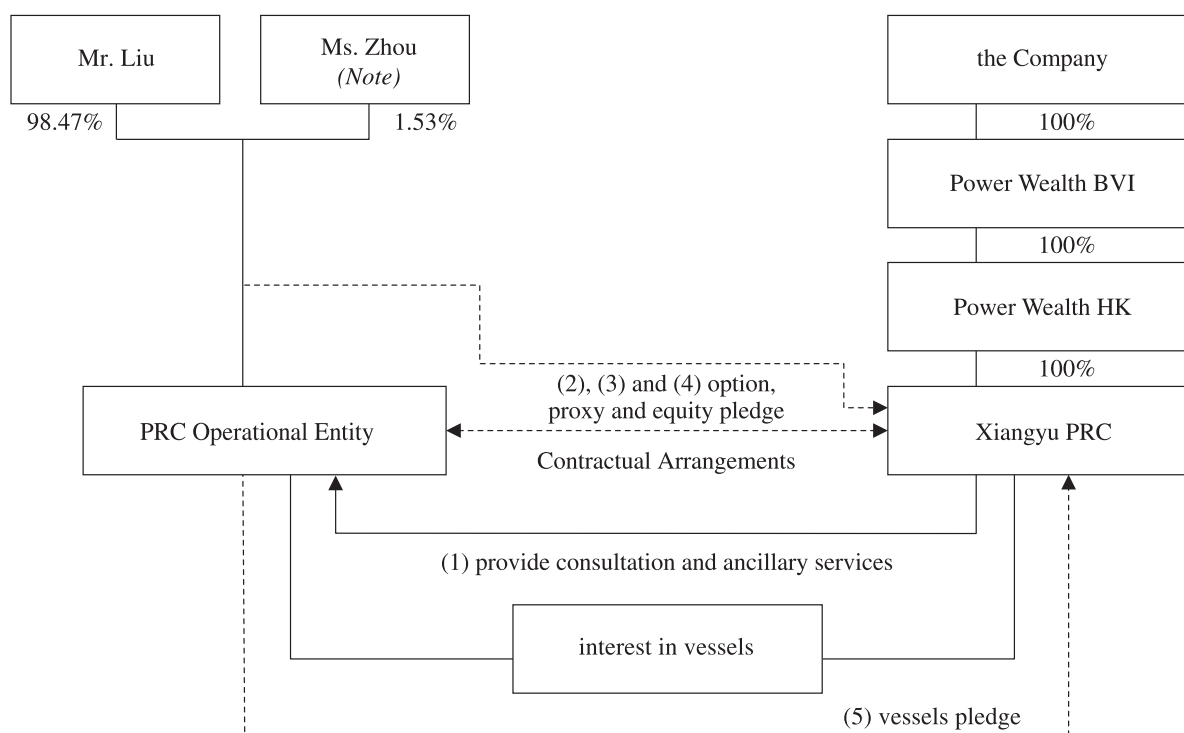 Mr. Liu
Ms. Zhou
(Note)
the Company
98.47%
1.53%
100%
Power Wealth BVI
100%
Power Wealth HK
100%
(2), (3) and (4) option,
proxy and equity pledge
PRC Operational Entity
Xiangyu PRC
Contractual Arrangements
(1) provide consultation and ancillary services
interest in vessels
(5) vessels pledge